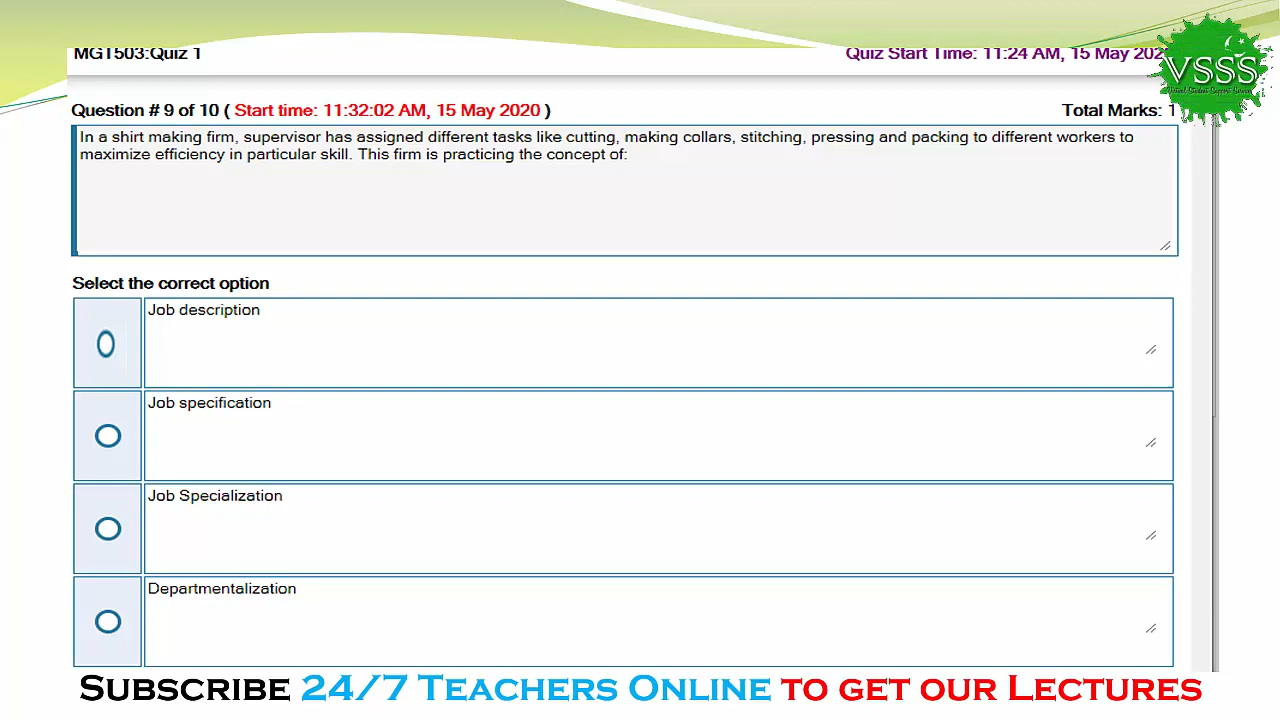 MGT503:Quiz 1
Quiz Start Time: 11:24 AM, 15 May 202
VSSS
Question # 9 of 10 ( Start time: 11:32:02 AM, 15 May 2020 )
Total Marks: 1
In a shirt making firm, supervisor has assigned different tasks like cutting, making collars, stitching, pressing and packing to different workers to
maximize efficiency in particular skill. This firm is practicing the concept of:
Select the correct option
Job description
Job specification
Job Specialization
Departmentalization
Subscribe 24/7 Teachers Online to get our Lectures